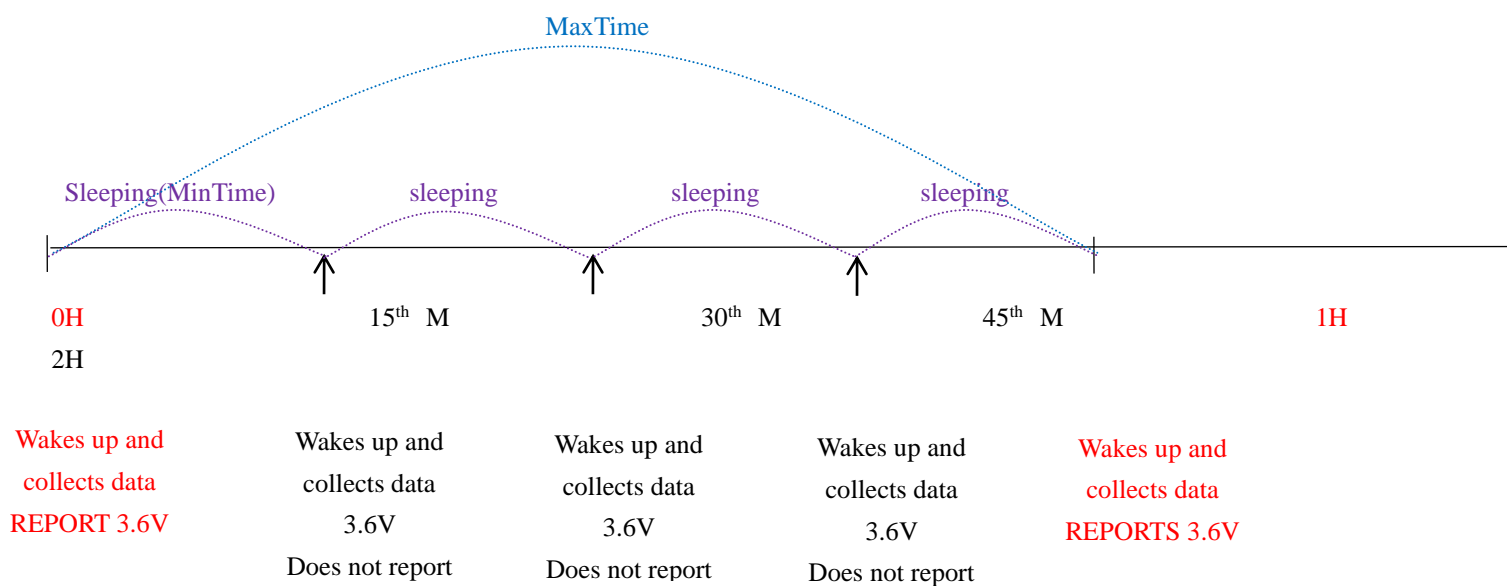 MaxTime
Sleeping(MinTime) sleeping sleeping sleeping
0H 15th M 30th M 45th M 1H
2H
Wakes up and
collects data
REPORT 3.6V
Wakes up and
collects data
3.6V
Does not report
Wakes up and
collects data
3.6V
Does not report
Wakes up and
collects data
3.6V
Does not report
Wakes up and
collects data
REPORTS 3.6V